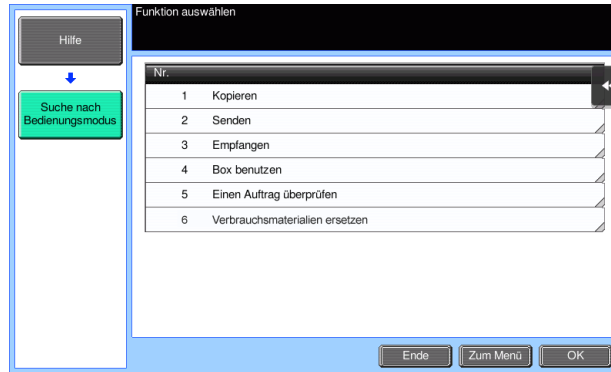 Funktion auswählen
Hilfe
Suche nach
Bedienungsmodus
Nr.
1 Kopieren
2 Senden
3 Empfangen
4 Box benutzen
5 Einen Auftrag überprüfen
6 Verbrauchsmaterialien ersetzen
Ende Zum Menü OK